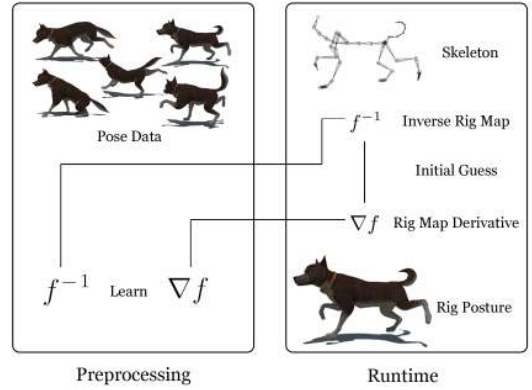 Pose Data
f⁻¹ Learn ∇f
Preprocessing
Skeleton
f⁻¹ Inverse Rig Map
Initial Guess
∇f Rig Map Derivative
Rig Posture
Runtime